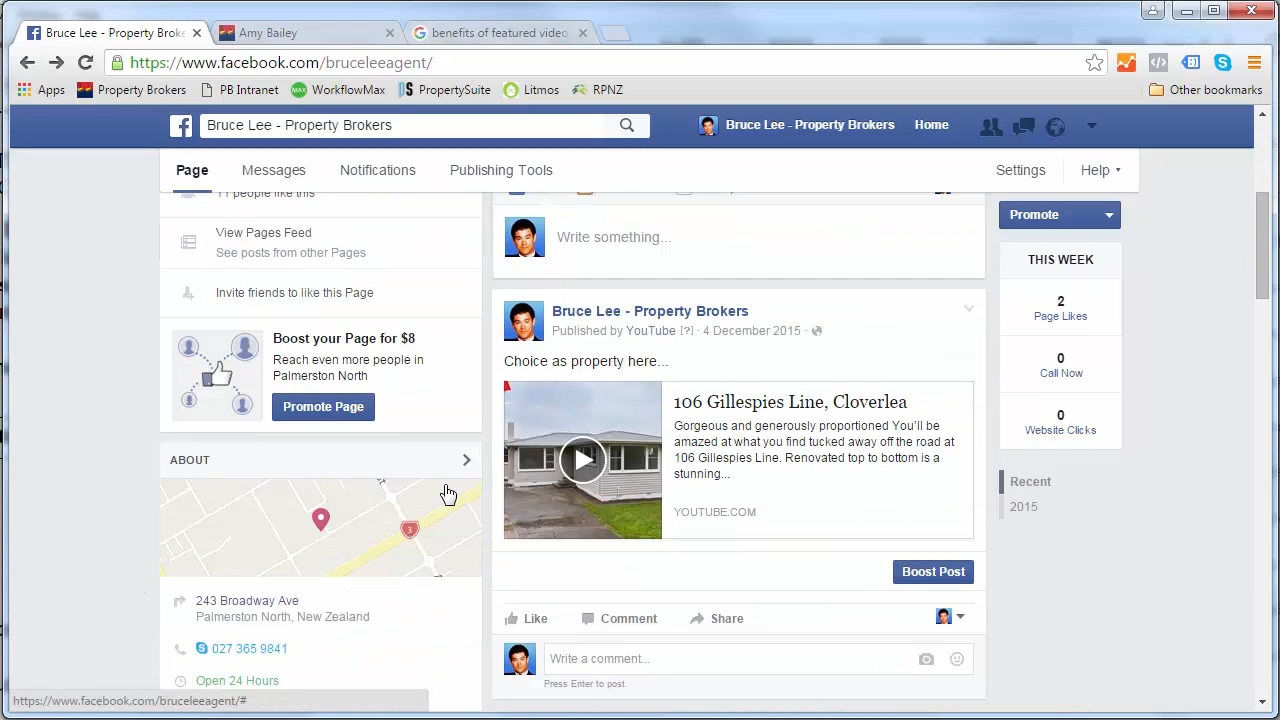 Bruce Lee - Property Broke
Amy Bailey
benefits of featured video
https://www.facebook.com/bruceleeagent/
Apps
Property Brokers
PB Intranet
MAX WorkflowMax
PropertySuite
Litmos
RPNZ
Other bookmarks
Bruce Lee - Property Brokers
Bruce Lee - Property Brokers
Home
Page
Messages
Notifications
Publishing Tools
Settings
Help
11 people like this
View Pages Feed
See posts from other Pages
Invite friends to like this Page
Boost your Page for $8
Reach even more people in
Palmerston North
Promote Page
ABOUT
3
243 Broadway Ave
Palmerston North, New Zealand
027 365 9841
Open 24 Hours
https://www.facebook.com/bruceleeagent/#
Write something...
Bruce Lee - Property Brokers
Published by YouTube [?] · 4 December 2015 ·
Choice as property here...
106 Gillespies Line, Cloverlea
Gorgeous and generously proportioned You'll be
amazed at what you find tucked away off the road at
106 Gillespies Line. Renovated top to bottom is a
stunning...
YOUTUBE.COM
Boost Post
Like
Comment
Share
Write a comment...
Press Enter to post.
Promote
THIS WEEK
2
Page Likes
0
Call Now
0
Website Clicks
Recent
2015